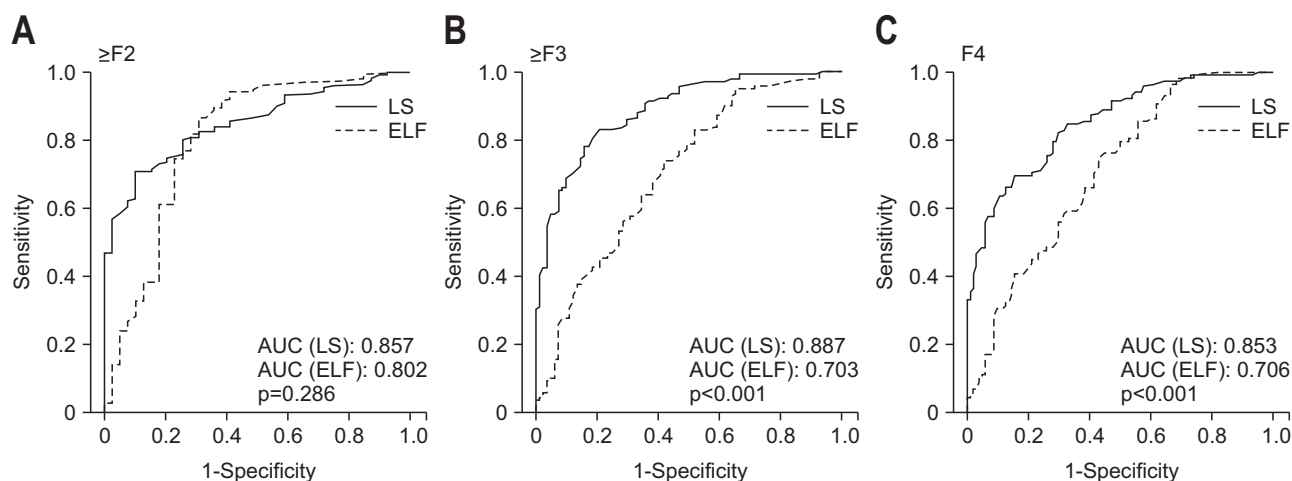 A
≥F2
1.0
0.8
0.6
0.4
0.2
0
Sensitivity
LS
ELF
AUC (LS): 0.857
AUC (ELF): 0.802
p=0.286
0 0.2 0.4 0.6 0.8 1.0
1-Specificity
B
≥F3
1.0
0.8
0.6
0.4
0.2
0
Sensitivity
LS
ELF
AUC (LS): 0.887
AUC (ELF): 0.703
p<0.001
0 0.2 0.4 0.6 0.8 1.0
1-Specificity
C
F4
1.0
0.8
0.6
0.4
0.2
0
Sensitivity
LS
ELF
AUC (LS): 0.853
AUC (ELF): 0.706
p<0.001
0 0.2 0.4 0.6 0.8 1.0
1-Specificity